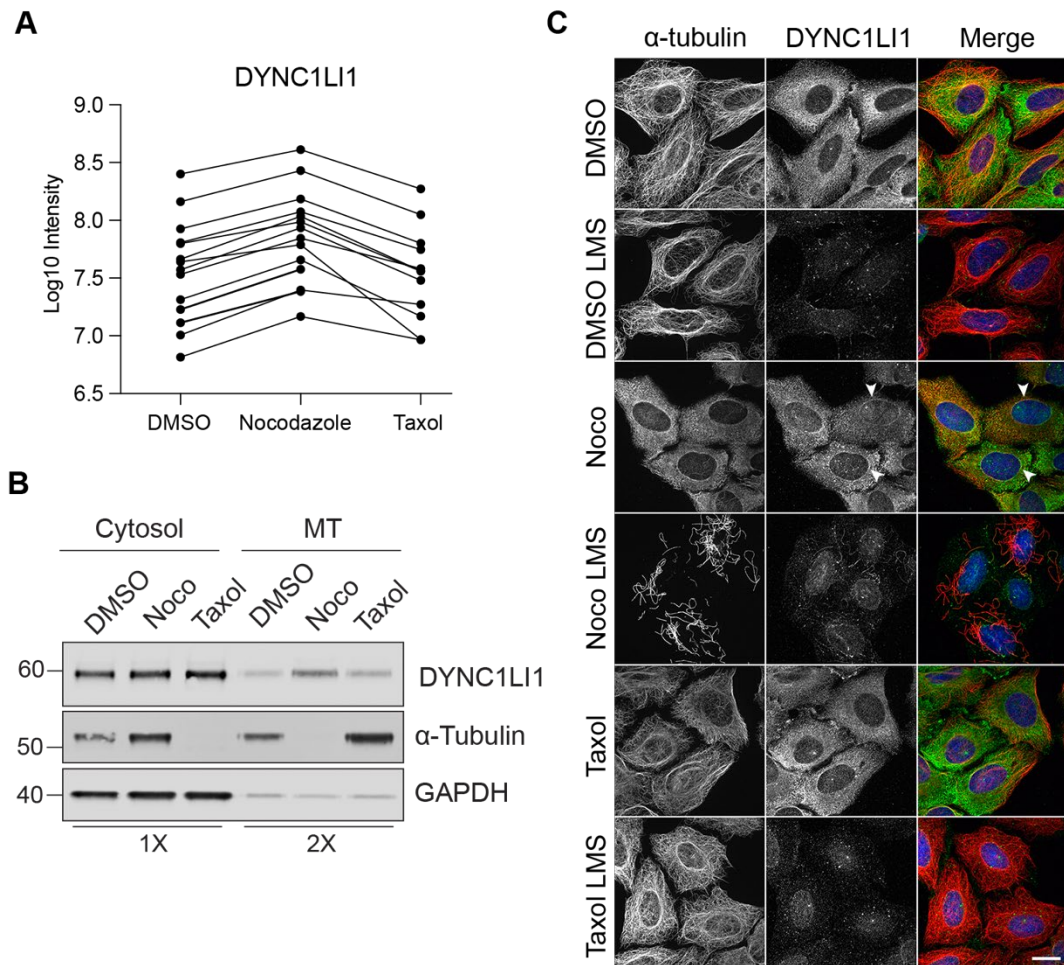 A
DYNC1LI1
Log10 Intensity
9.0
8.5
8.0
7.5
7.0
6.5
DMSO Nocodazole Taxol
B
Cytosol MT
DMSO Noco Taxol DMSO Noco Taxol
60 DYNC1LI1
50 α-Tubulin
40 GAPDH
1X 2X
C
α-tubulin DYNC1LI1 Merge
DMSO
DMSO LMS
Noco
Noco LMS
Taxol
Taxol LMS